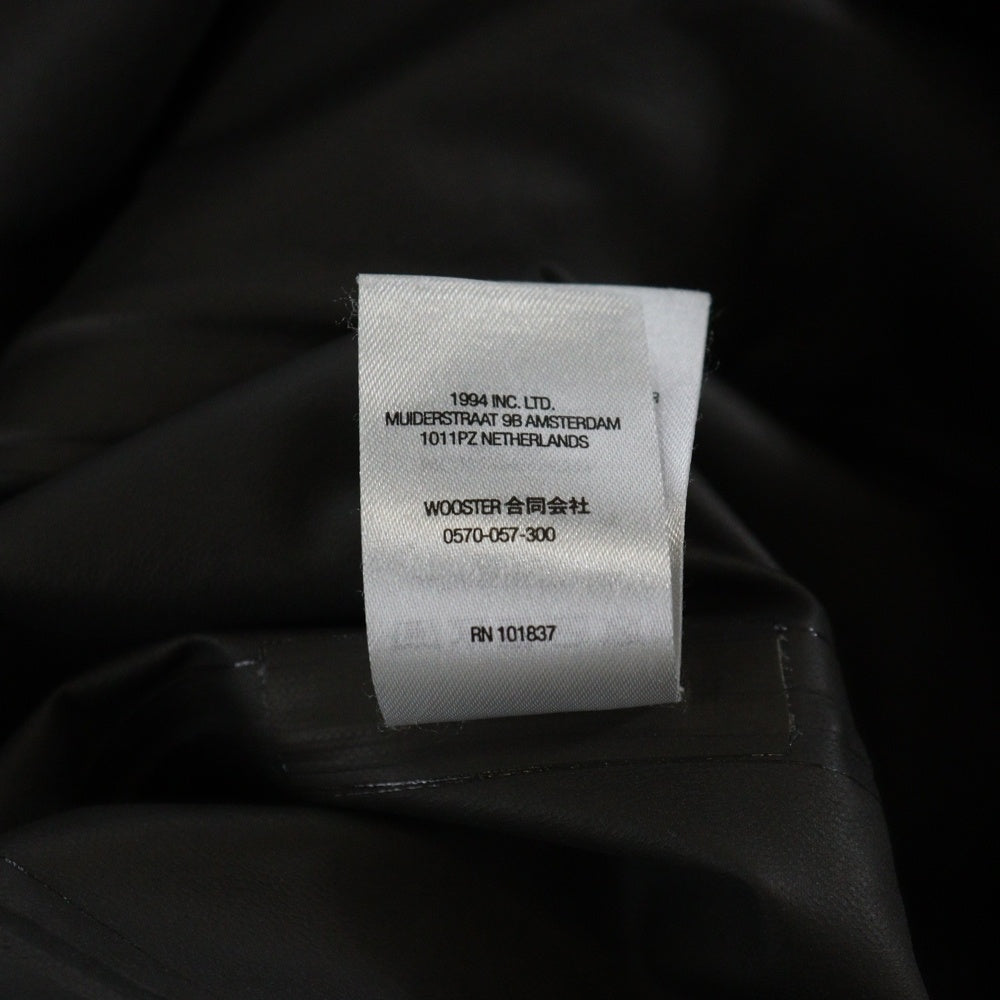 1994 INC. LTD.
MUIDERSTRAAT 9B AMSTERDAM
1011PZ NETHERLANDS
WOOSTER 合同会社
0570-057-300
RN 101837